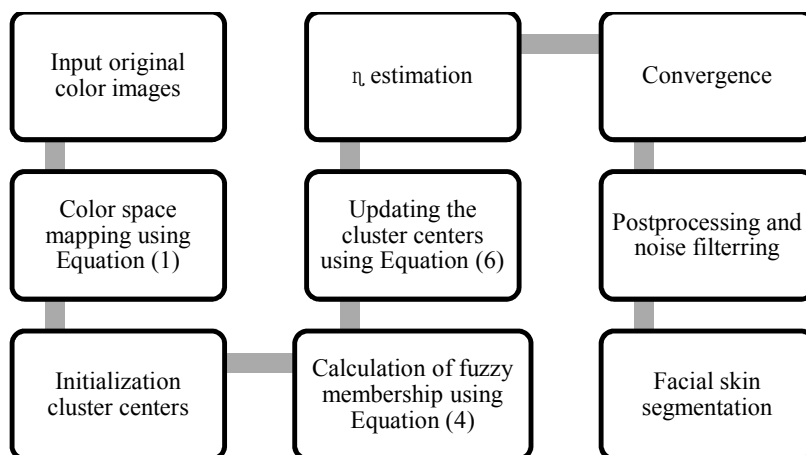 Input original
color images
Color space
mapping using
Equation (1)
Initialization
cluster centers
Calculation of fuzzy
membership using
Equation (4)
Updating the
cluster centers
using Equation (6)
η estimation
Convergence
Postprocessing and
noise filterring
Facial skin
segmentation